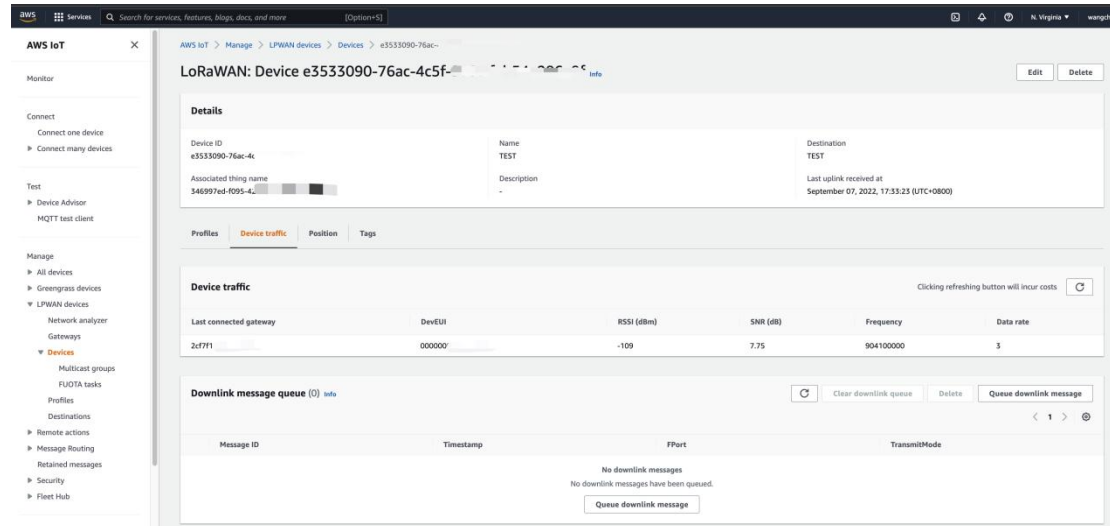 aws Services Search for services, features, blogs, docs, and more [Option+S] N. Virginia wangch
AWS IoT
AWS IoT > Manage > LPWAN devices > Devices > e3533090-76ac-
LoRaWAN: Device e3533090-76ac-4c5f- Info
Edit Delete
Monitor
Connect
Connect one device
Connect many devices
Test
Device Advisor
MQTT test client
Manage
All devices
Greengrass devices
LPWAN devices
Network analyzer
Gateways
Devices
Multicast groups
FUOTA tasks
Profiles
Destinations
Remote actions
Message Routing
Retained messages
Security
Fleet Hub
Details
Device ID Name Destination
e3533090-76ac-4c TEST TEST
Associated thing name Description Last uplink received at
346997ed-f095-42 - September 07, 2022, 17:33:23 (UTC+0800)
Profiles Device traffic Position Tags
Device traffic Clicking refreshing button will incur costs
Last connected gateway DevEUI RSSI (dBm) SNR (dB) Frequency Data rate
2cf7f1 000000 -109 7.75 904100000 3
Downlink message queue (0) Info Clear downlink queue Delete Queue downlink message
< 1 >
Message ID Timestamp FPort TransmitMode
No downlink messages
No downlink messages have been queued.
Queue downlink message